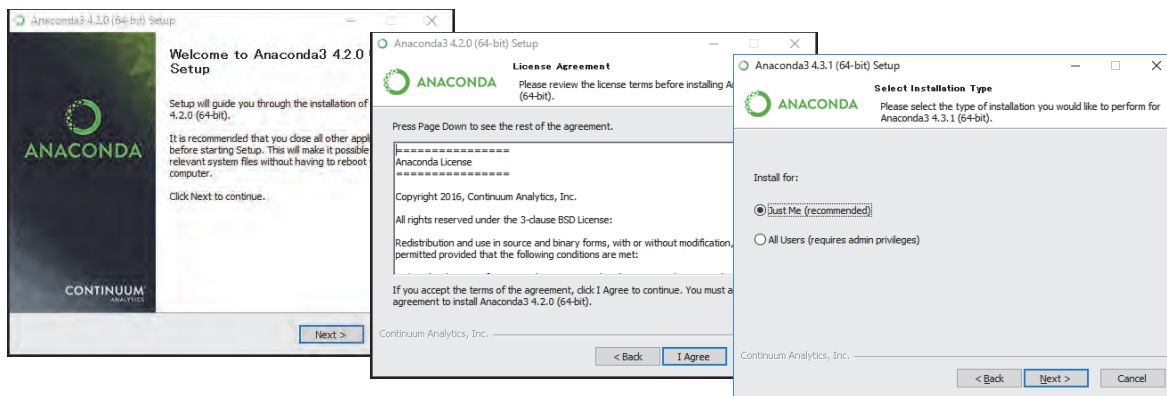 Anaconda3 4.3.0 (64-bit) Setup
Welcome to Anaconda3 4.2.0
Setup
Setup will guide you through the installation of
4.2.0 (64-bit).
It is recommended that you close all other appl
before starting Setup. This will make it possible
relevant system files without having to reboot
computer.
Click Next to continue.
ANACONDA
CONTINUUM
ANALYTICS
Next >
Anaconda3 4.2.0 (64-bit) Setup
ANACONDA
License Agreement
Please review the license terms before installing An
(64-bit).
Press Page Down to see the rest of the agreement.
================
Anaconda License
================
Copyright 2016, Continuum Analytics, Inc.
All rights reserved under the 3-clause BSD License:
Redistribution and use in source and binary forms, with or without modification,
permitted provided that the following conditions are met:
If you accept the terms of the agreement, click I Agree to continue. You must a
agreement to install Anaconda3 4.2.0 (64-bit).
Continuum Analytics, Inc.
< Back
I Agree
Anaconda3 4.3.1 (64-bit) Setup
ANACONDA
Select Installation Type
Please select the type of installation you would like to perform for
Anaconda3 4.3.1 (64-bit).
Install for:
Just Me (recommended)
All Users (requires admin privileges)
Continuum Analytics, Inc.
< Back
Next >
Cancel